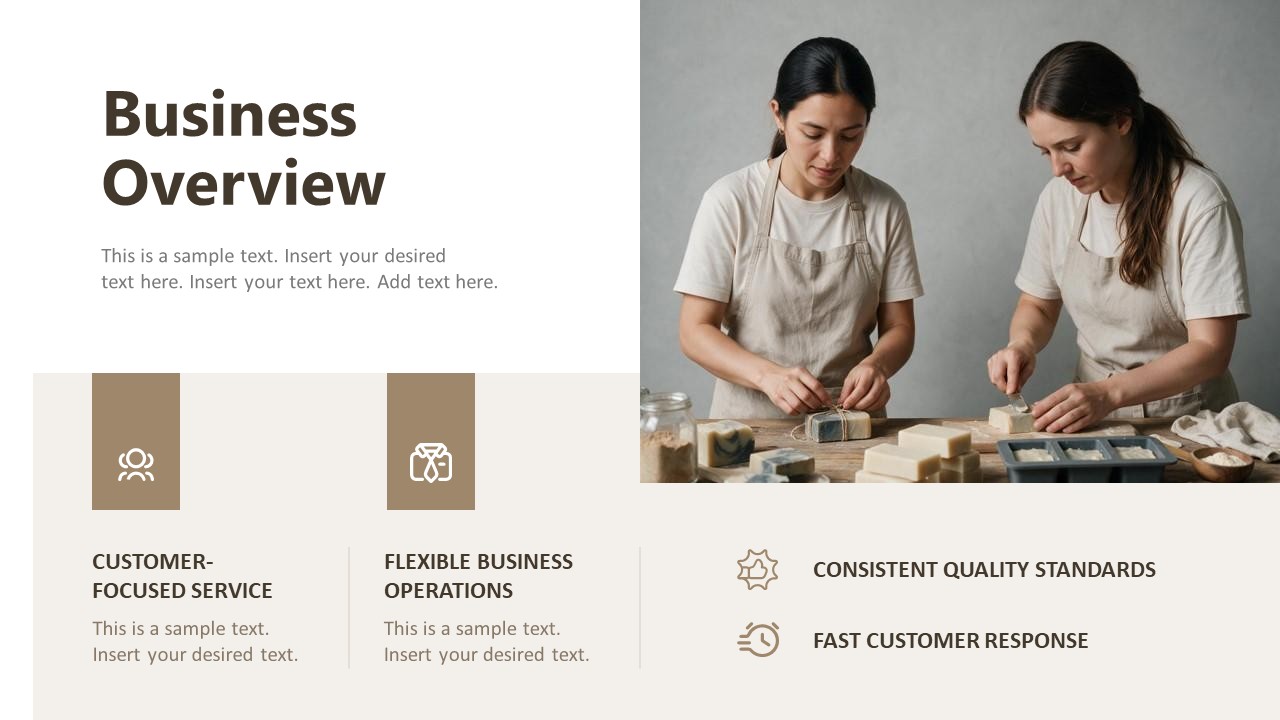 Business
Overview
This is a sample text. Insert your desired
text here. Insert your text here. Add text here.
CUSTOMER-
FOCUSED SERVICE
This is a sample text.
Insert your desired text.
FLEXIBLE BUSINESS
OPERATIONS
This is a sample text.
Insert your desired text.
CONSISTENT QUALITY STANDARDS
FAST CUSTOMER RESPONSE